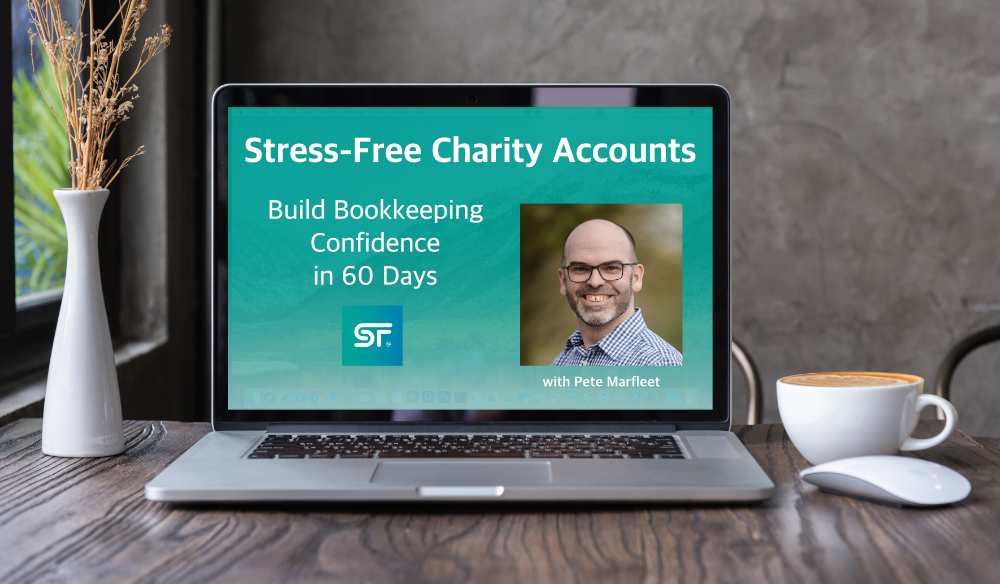 Stress-Free Charity Accounts
Build Bookkeeping
Confidence
in 60 Days
SF
with Pete Marfleet